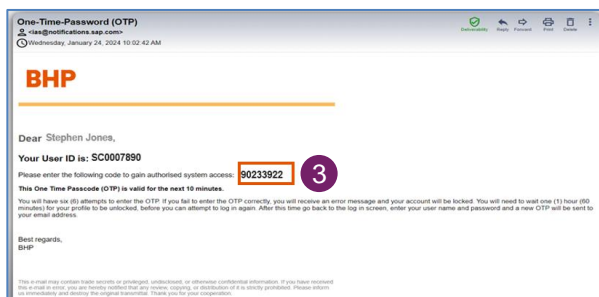 One-Time-Password (OTP)
<ias@notifications.sap.com>
Wednesday, January 24, 2024 10:02:42 AM
Deliverability Reply Forward Print Delete
BHP
Dear Stephen Jones,
Your User ID is: SC0007890
Please enter the following code to gain authorised system access: 90233922
3
This One Time Passcode (OTP) is valid for the next 10 minutes.
You will have six (6) attempts to enter the OTP. If you fail to enter the OTP correctly, you will receive an error message and your account will be locked. You will need to wait one (1) hour (60
minutes) for your profile to be unlocked, before you can attempt to log in again. After this time go back to the log in screen, enter your user name and password and a new OTP will be sent to
your email address.
Best regards,
BHP
This e-mail may contain trade secrets or privileged, undisclosed, or otherwise confidential information. If you have received
this e-mail in error, you are hereby notified that any review, copying, or distribution of it is strictly prohibited. Please inform
us immediately and destroy the original transmittal. Thank you for your cooperation.